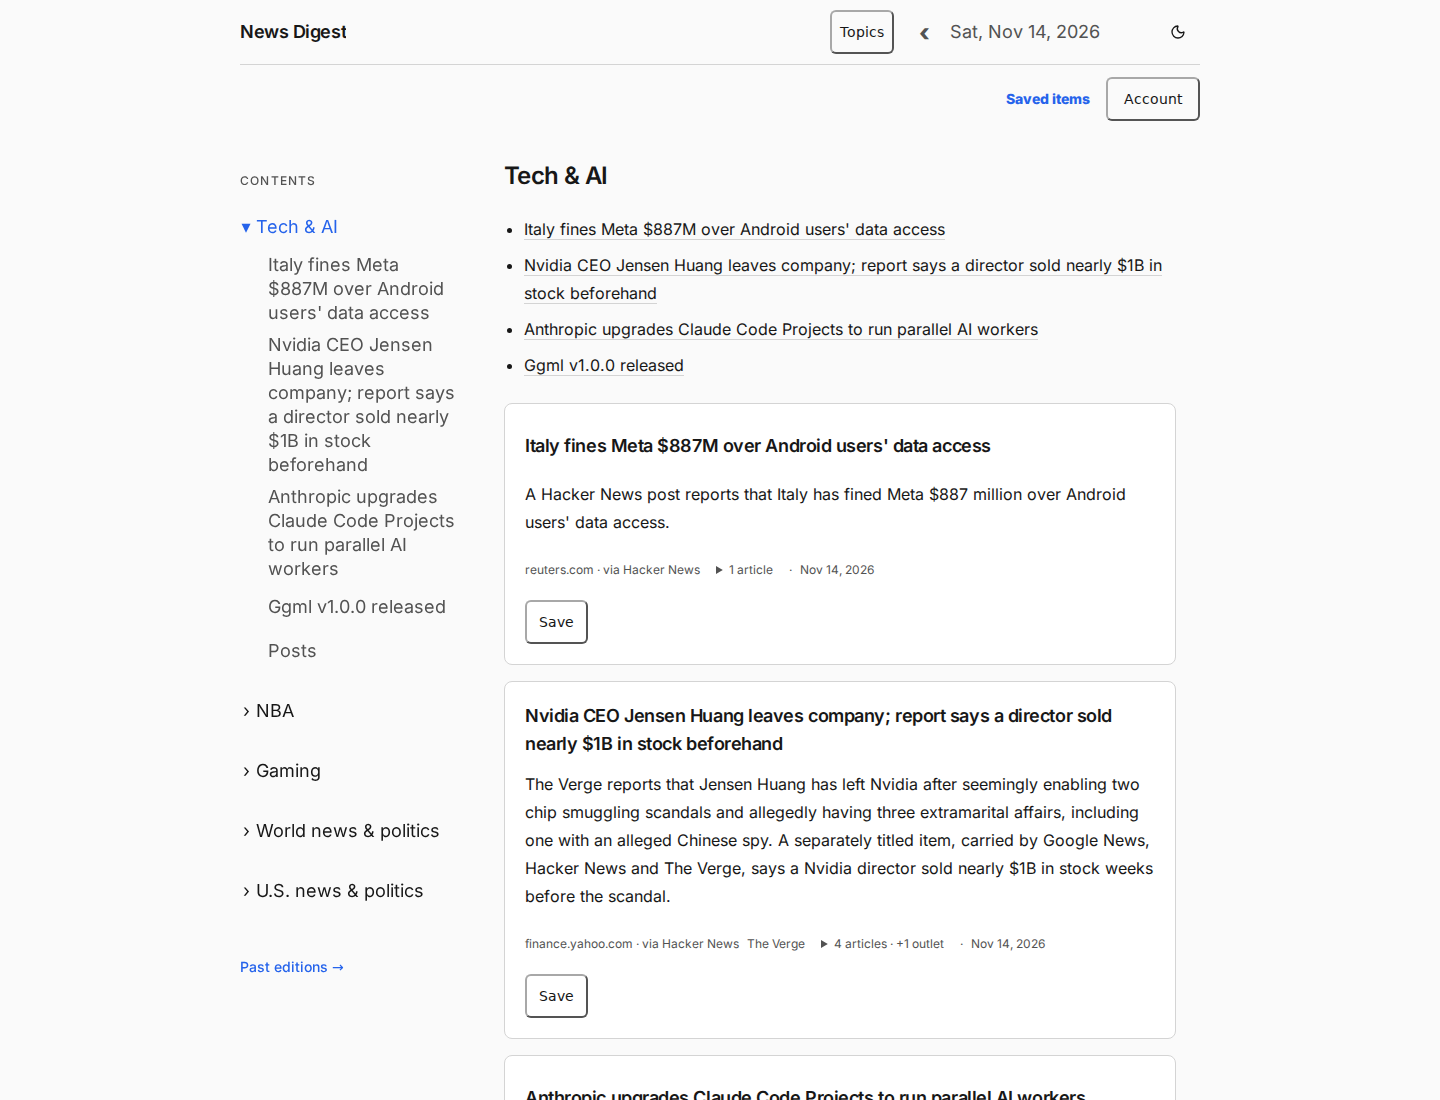 News Digest
Topics
‹
Sat, Nov 14, 2026
Saved items
Account
CONTENTS
▾ Tech & AI
Italy fines Meta
$887M over Android
users' data access
Nvidia CEO Jensen
Huang leaves
company; report says
a director sold nearly
$1B in stock
beforehand
Anthropic upgrades
Claude Code Projects
to run parallel AI
workers
Ggml v1.0.0 released
Posts
› NBA
› Gaming
› World news & politics
› U.S. news & politics
Past editions →
Tech & AI
• Italy fines Meta $887M over Android users' data access
• Nvidia CEO Jensen Huang leaves company; report says a director sold nearly $1B in
stock beforehand
• Anthropic upgrades Claude Code Projects to run parallel AI workers
• Ggml v1.0.0 released
Italy fines Meta $887M over Android users' data access
A Hacker News post reports that Italy has fined Meta $887 million over Android
users' data access.
reuters.com · via Hacker News ▶ 1 article · Nov 14, 2026
Save
Nvidia CEO Jensen Huang leaves company; report says a director sold
nearly $1B in stock beforehand
The Verge reports that Jensen Huang has left Nvidia after seemingly enabling two
chip smuggling scandals and allegedly having three extramarital affairs, including
one with an alleged Chinese spy. A separately titled item, carried by Google News,
Hacker News and The Verge, says a Nvidia director sold nearly $1B in stock weeks
before the scandal.
finance.yahoo.com · via Hacker News The Verge ▶ 4 articles · +1 outlet · Nov 14, 2026
Save
Anthropic upgrades Claude Code Projects to run parallel AI workers